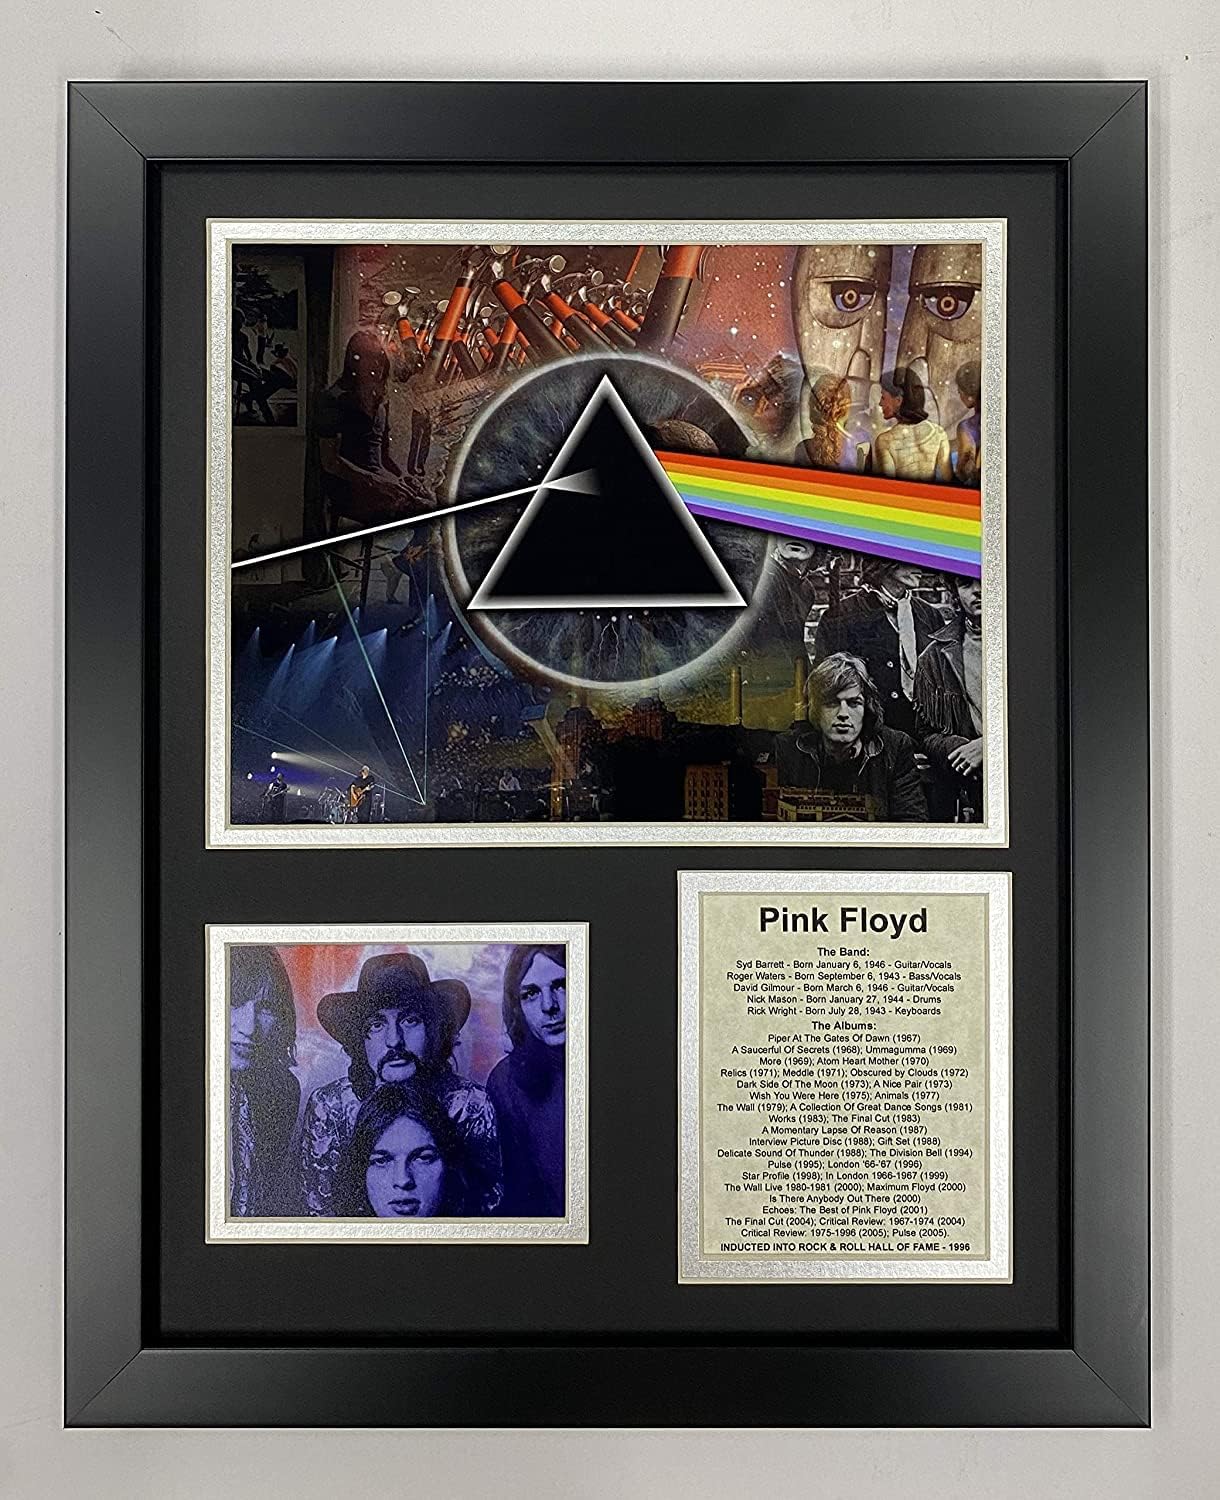 Pink Floyd
The Band:
Syd Barrett - Born January 6, 1946 - Guitar/Vocals
Roger Waters - Born September 6, 1943 - Bass/Vocals
David Gilmour - Born March 6, 1946 - Guitar/Vocals
Nick Mason - Born January 27, 1944 - Drums
Rick Wright - Born July 28, 1943 - Keyboards
The Albums:
Piper At The Gates Of Dawn (1967)
A Saucerful Of Secrets (1968); Ummagumma (1969)
More (1969); Atom Heart Mother (1970)
Relics (1971); Meddle (1971); Obscured by Clouds (1972)
Dark Side Of The Moon (1973); A Nice Pair (1973)
Wish You Were Here (1975); Animals (1977)
The Wall (1979); A Collection Of Great Dance Songs (1981)
Works (1983); The Final Cut (1983)
A Momentary Lapse Of Reason (1987)
Interview Picture Disc (1988); Gift Set (1988)
Delicate Sound Of Thunder (1988); The Division Bell (1994)
Pulse (1995); London '66-'67 (1996)
Star Profile (1998); In London 1966-1967 (1999)
The Wall Live 1980-1981 (2000); Maximum Floyd (2000)
Is There Anybody Out There (2000)
Echoes: The Best of Pink Floyd (2001)
The Final Cut (2004); Critical Review: 1967-1974 (2004)
Critical Review: 1975-1996 (2005); Pulse (2005).
INDUCTED INTO ROCK & ROLL HALL OF FAME - 1996